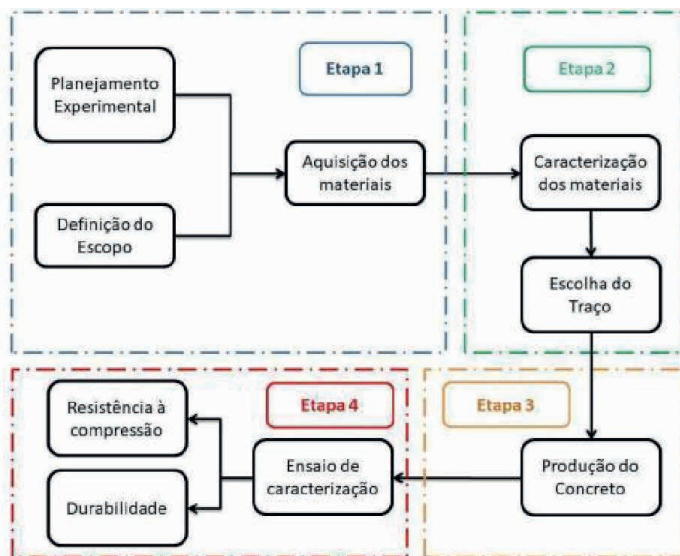 Etapa 1
Planejamento
Experimental
Definição do
Escopo
Aquisição dos
materiais
Etapa 2
Caracterização
dos materiais
Escolha do
Traço
Etapa 3
Produção do
Concreto
Etapa 4
Ensaio de
caracterização
Resistência à
compressão
Durabilidade